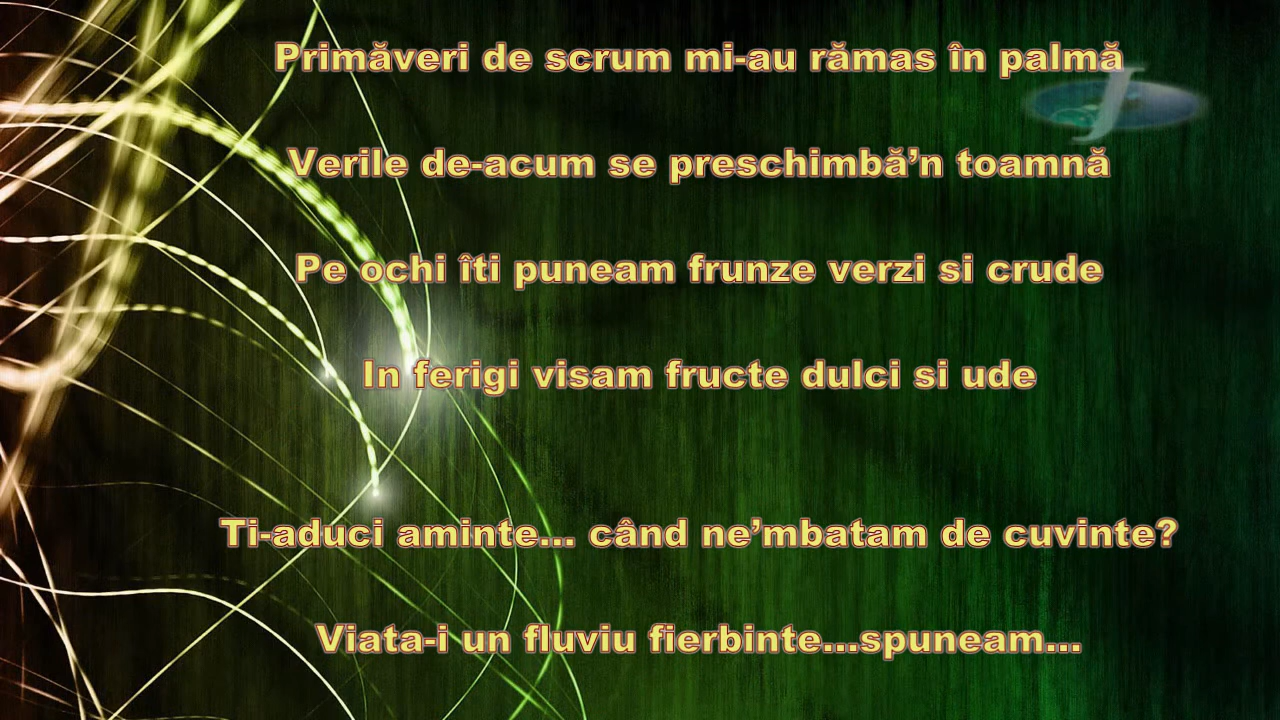 Primăveri de scrum mi-au rămas în palmă
J
Verile de-acum se preschimbă’n toamnă
Pe ochi îti puneam frunze verzi si crude
In ferigi visam fructe dulci si ude
Ti-aduci aminte... când ne’mbatam de cuvinte?
Viata-i un fluviu fierbinte...spuneam...